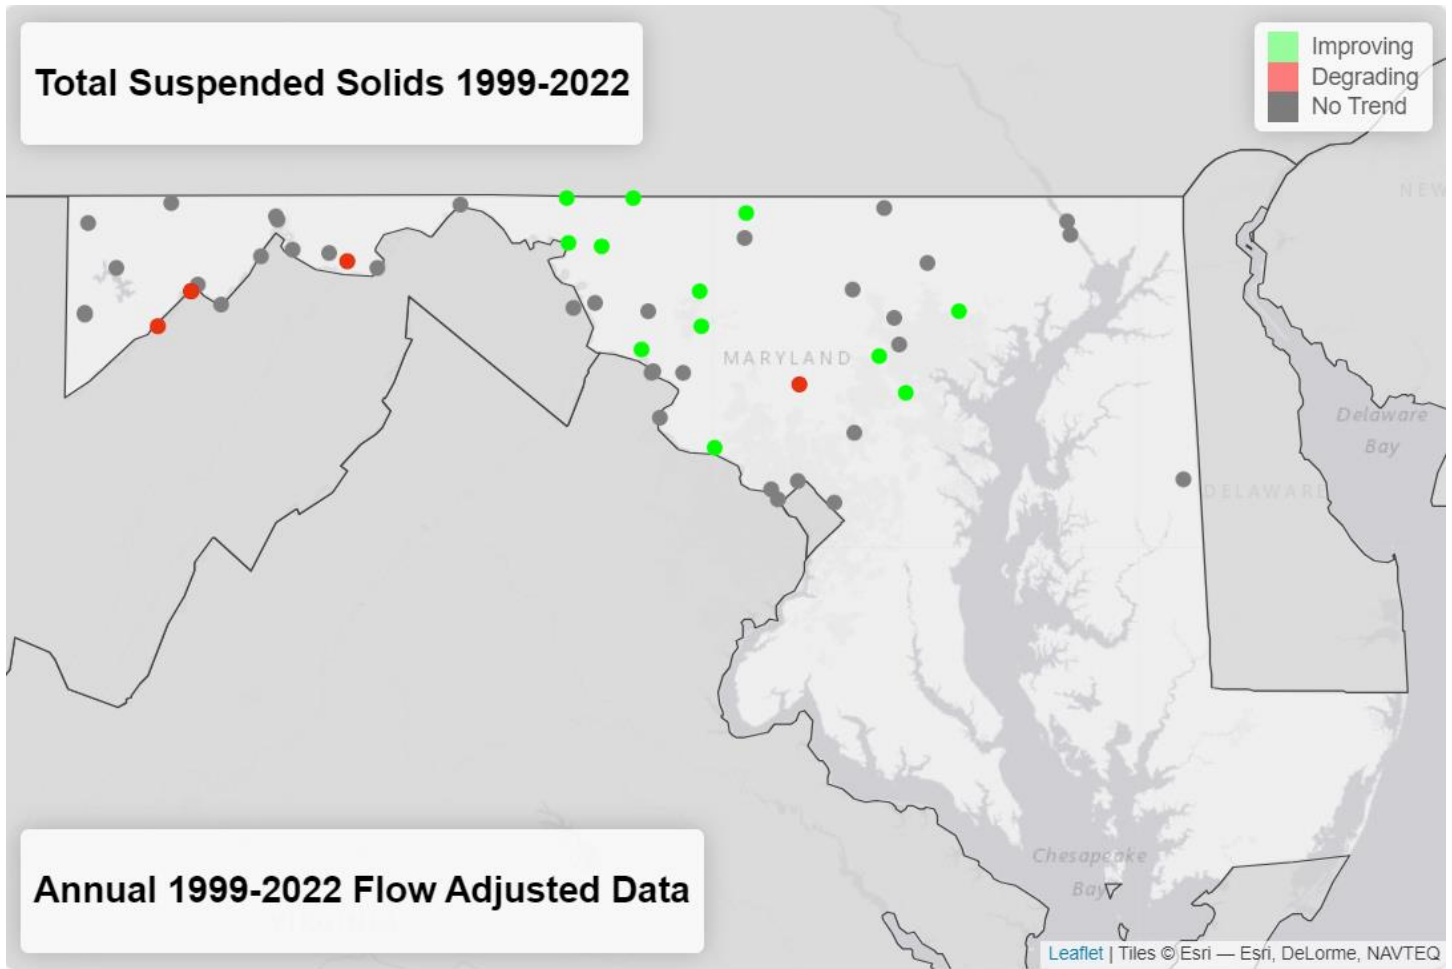 Total Suspended Solids 1999-2022
Improving
Degrading
No Trend
NEW
MARYLAND
Delaware
Bay
DELAWARE
Chesapeake
Bay
Annual 1999-2022 Flow Adjusted Data
Leaflet | Tiles © Esri — Esri, DeLorme, NAVTEQ